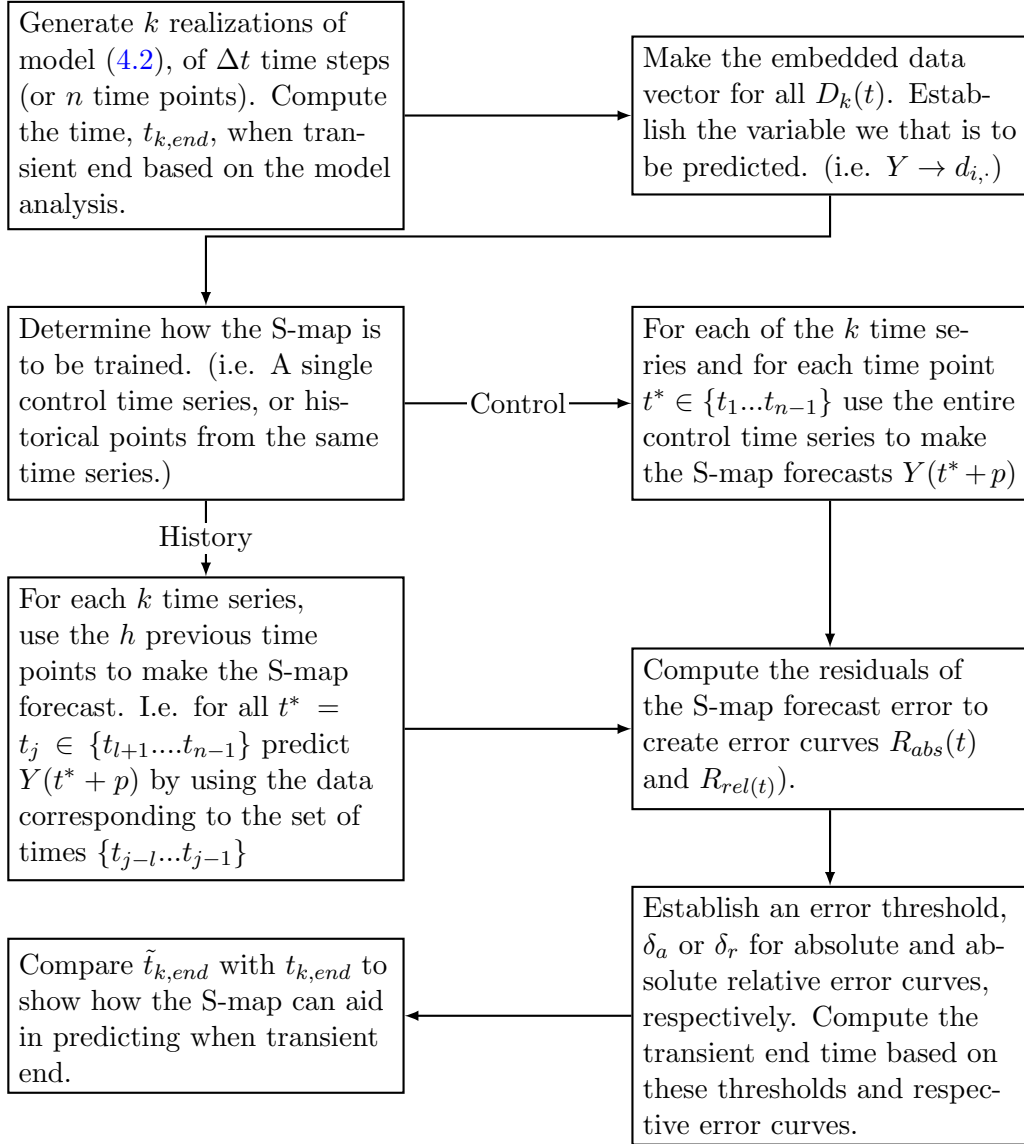 Generate k realizations of
model (4.2), of Δt time steps
(or n time points). Compute
the time, t_{k,end}, when tran-
sient end based on the model
analysis.
Make the embedded data
vector for all D_k(t). Estab-
lish the variable we that is to
be predicted. (i.e. Y → d_{i,·})
Determine how the S-map is
to be trained. (i.e. A single
control time series, or his-
torical points from the same
time series.)
Control
For each of the k time se-
ries and for each time point
t* ∈ {t_1...t_{n−1}} use the entire
control time series to make
the S-map forecasts Y(t* + p)
History
For each k time series,
use the h previous time
points to make the S-map
forecast. I.e. for all t* =
t_j ∈ {t_{l+1}....t_{n−1}} predict
Y(t* + p) by using the data
corresponding to the set of
times {t_{j−l}...t_{j−1}}
Compute the residuals of
the S-map forecast error to
create error curves R_{abs}(t)
and R_{rel(t)}).
Establish an error threshold,
δ_a or δ_r for absolute and ab-
solute relative error curves,
respectively. Compute the
transient end time based on
these thresholds and respec-
tive error curves.
Compare t̃_{k,end} with t_{k,end} to
show how the S-map can aid
in predicting when transient
end.